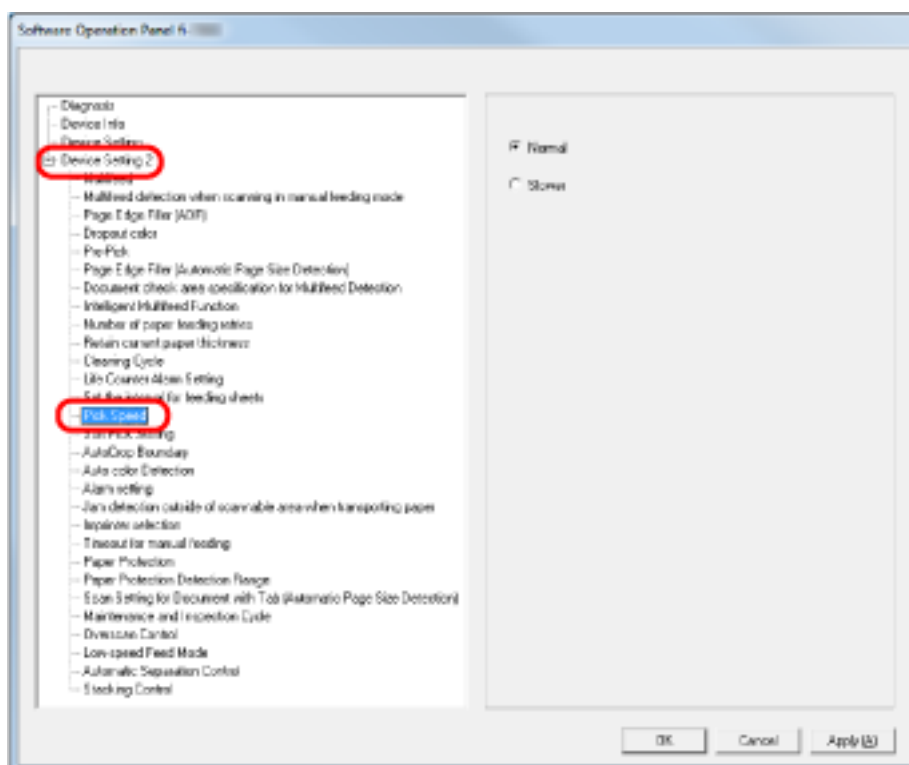 Software Operation Panel fi-
Diagnosis
Device Info
Device Setting
Device Setting 2
Multifeed
Multifeed detection when scanning in manual feeding mode
Page Edge Filler (ADF)
Dropout color
Pre-Pick
Page Edge Filler (Automatic Page Size Detection)
Document check area specification for Multifeed Detection
Intelligent Multifeed Function
Number of paper feeding retries
Retain current paper thickness
Cleaning Cycle
Life Counter Alarm Setting
Set the interval for feeding sheets
Pick Speed
Pick Setting
AutoCrop Boundary
Auto color Detection
Alarm setting
Jam detection outside of scannable area when transporting paper
Imprinter selection
Timeout for manual feeding
Paper Protection
Paper Protection Detection Range
Scan Setting for Document with Tab (Automatic Page Size Detection)
Maintenance and Inspection Cycle
Overscan Control
Low-speed Feed Mode
Automatic Separation Control
Stacking Control
Normal
Slower
OK
Cancel
Apply (A)